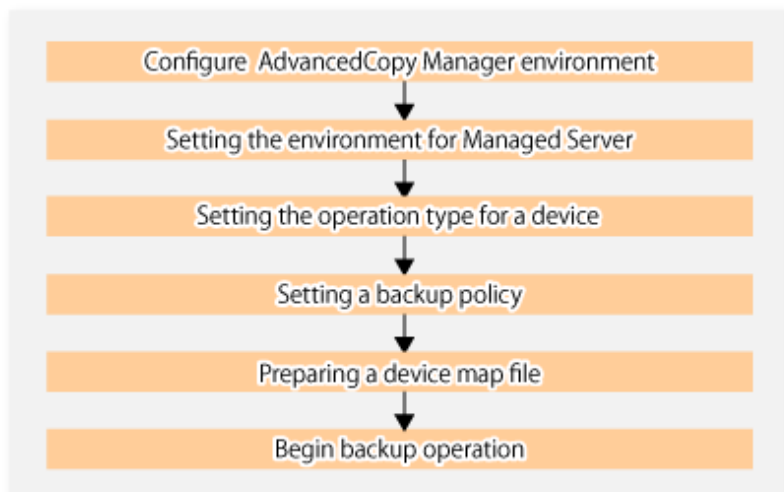 Configure AdvancedCopy Manager environment
Setting the environment for Managed Server
Setting the operation type for a device
Setting a backup policy
Preparing a device map file
Begin backup operation